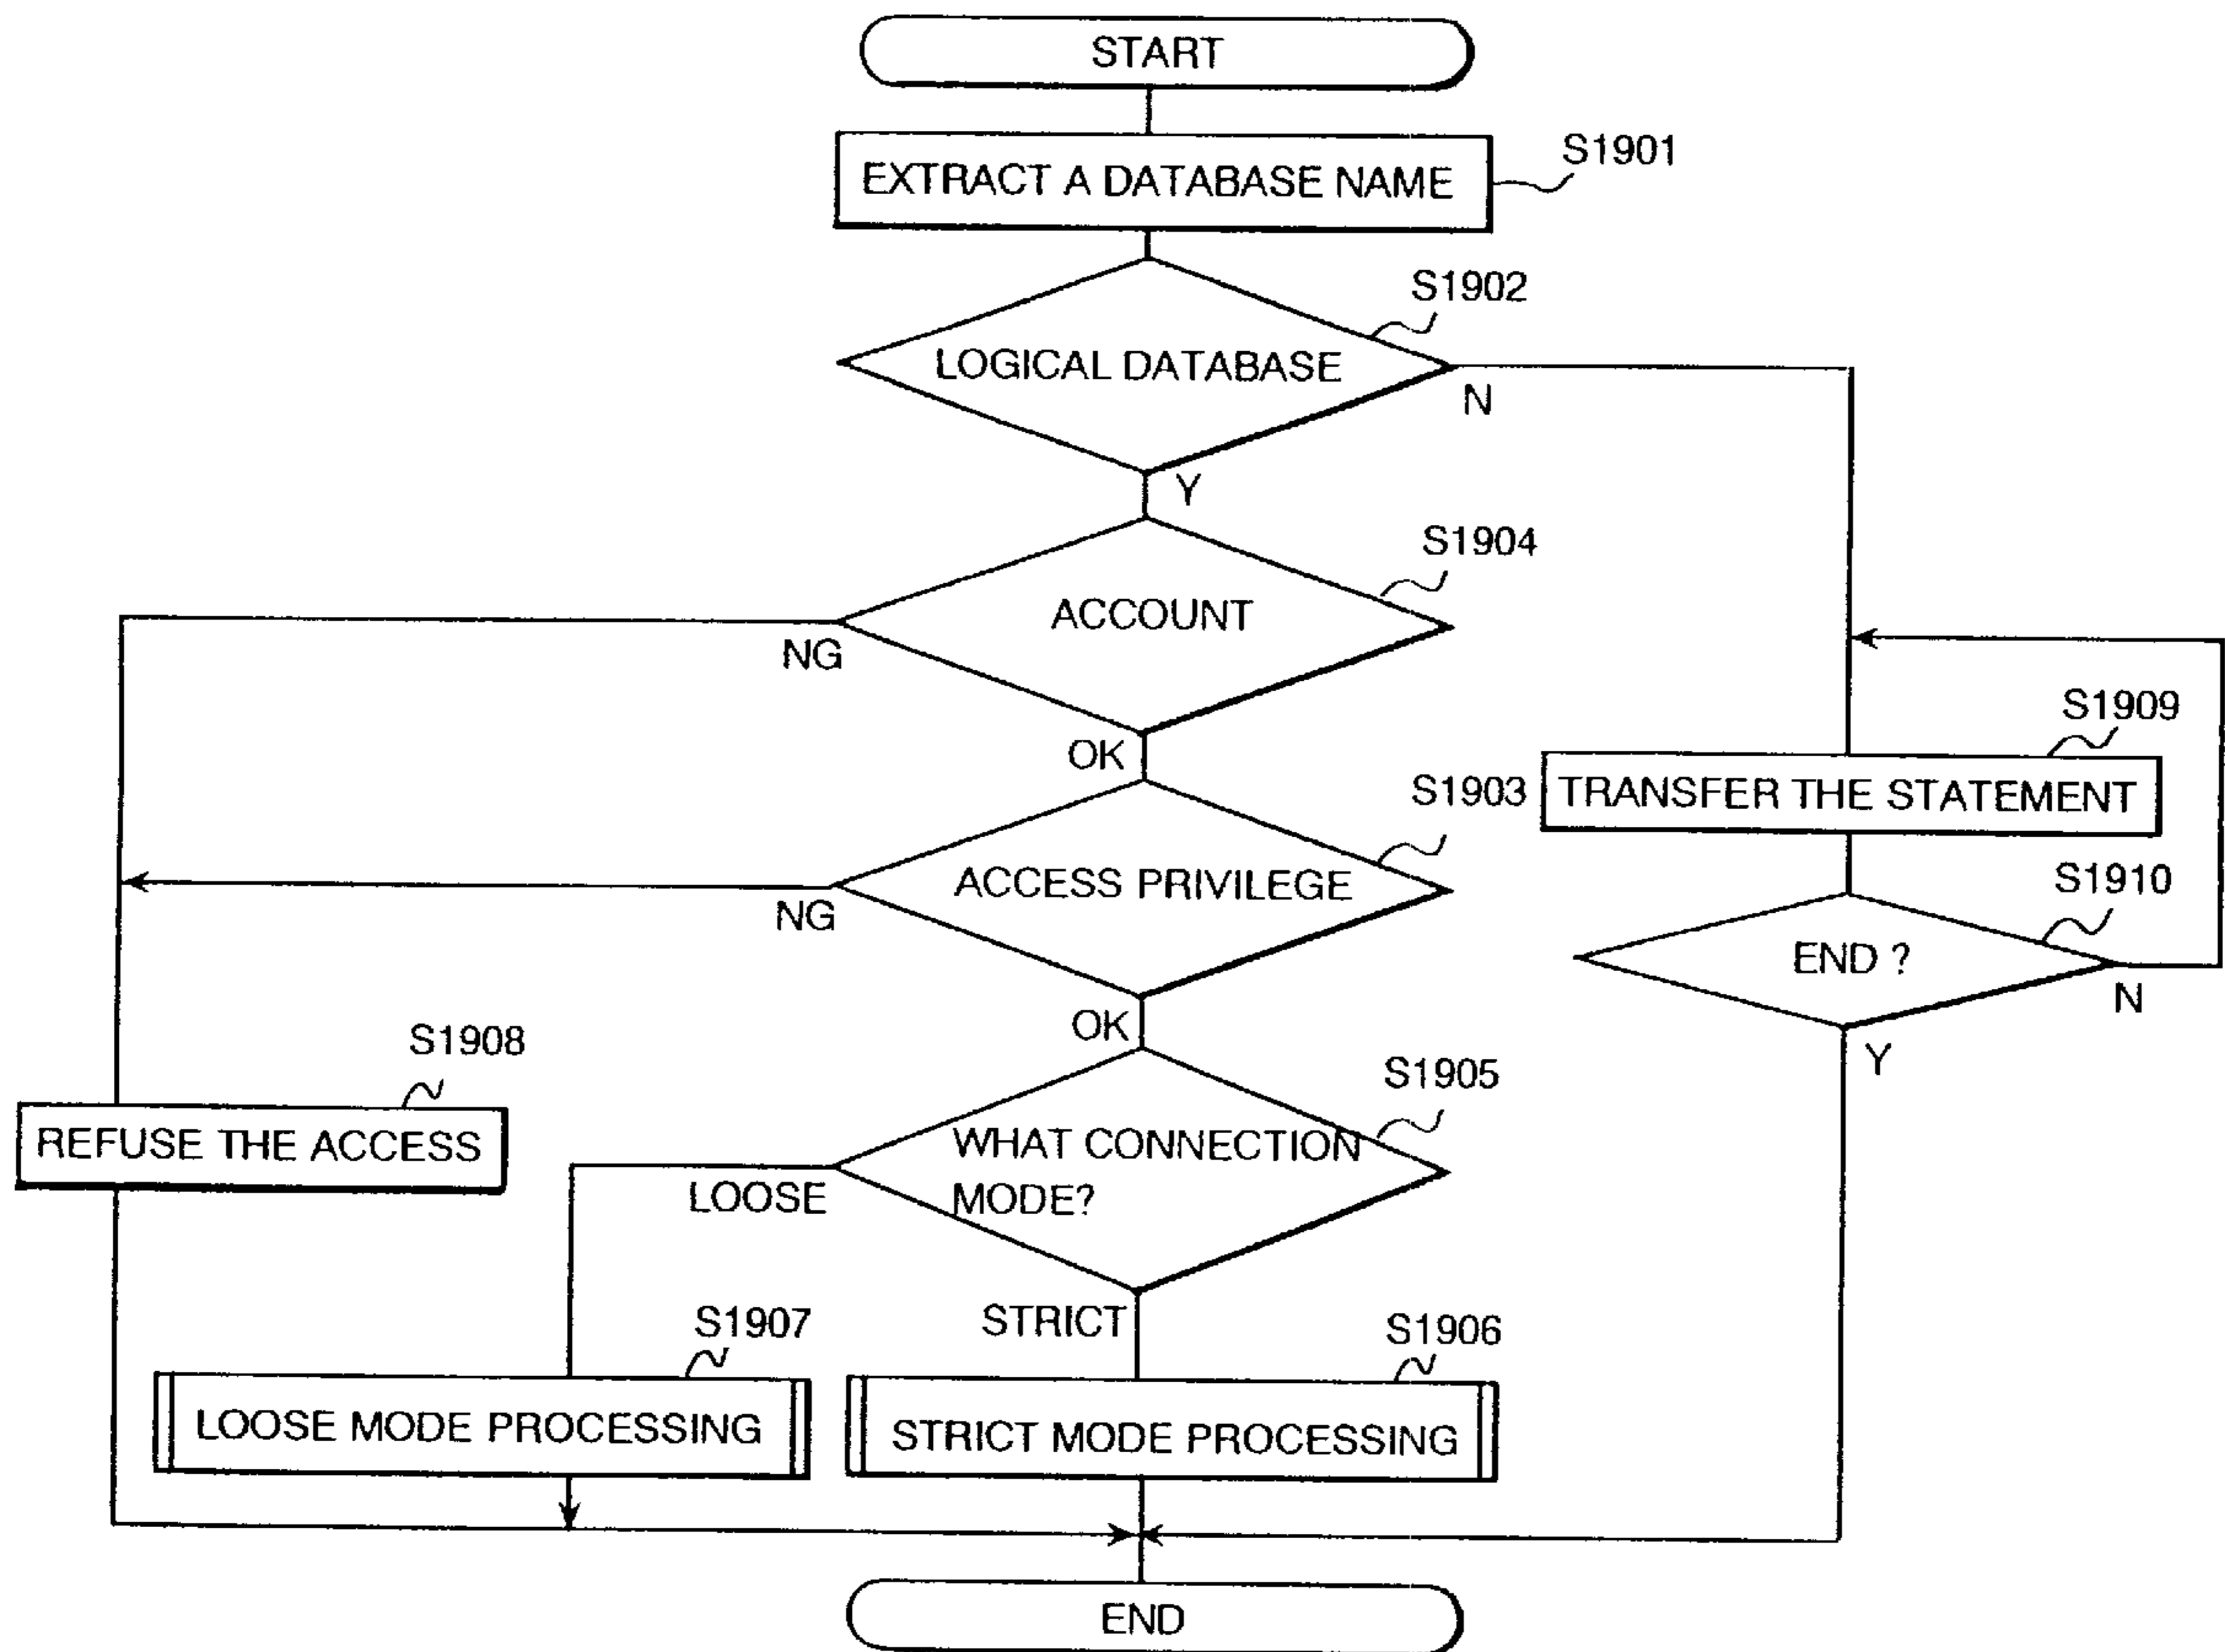 START
EXTRACT A DATABASE NAME
S1901
S1902
LOGICAL DATABASE
N
Y
S1904
ACCOUNT
NG
OK
S1909
S1903
TRANSFER THE STATEMENT
ACCESS PRIVILEGE
S1910
NG
END ?
N
OK
S1908
Y
S1905
REFUSE THE ACCESS
WHAT CONNECTION
LOOSE
MODE?
STRICT
S1907
S1906
LOOSE MODE PROCESSING
STRICT MODE PROCESSING
END